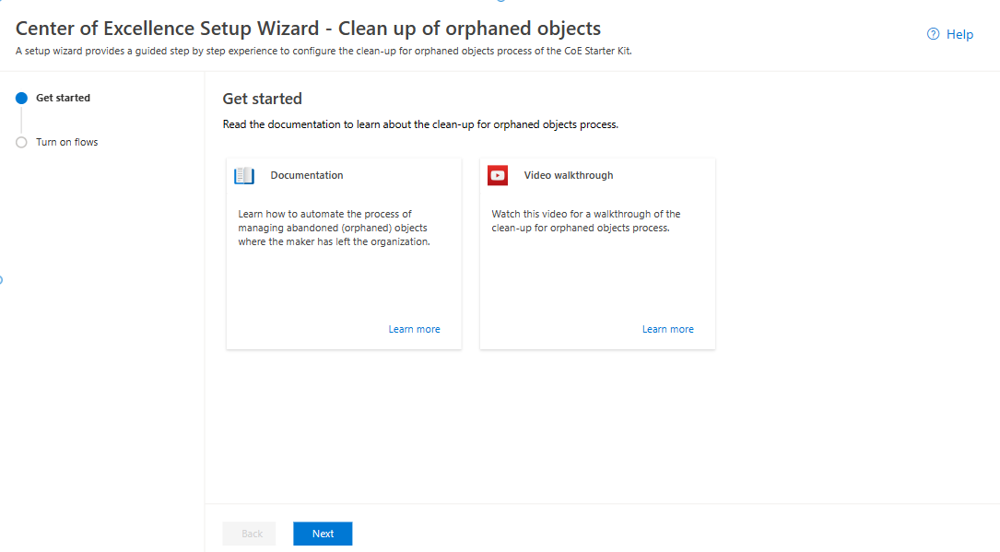 Center of Excellence Setup Wizard - Clean up of orphaned objects
A setup wizard provides a guided step by step experience to configure the clean-up for orphaned objects process of the CoE Starter Kit.
Help
Get started
Turn on flows
Get started
Read the documentation to learn about the clean-up for orphaned objects process.
Documentation
Learn how to automate the process of
managing abandoned (orphaned) objects
where the maker has left the organization.
Learn more
Video walkthrough
Watch this video for a walkthrough of the
clean-up for orphaned objects process.
Learn more
Back
Next